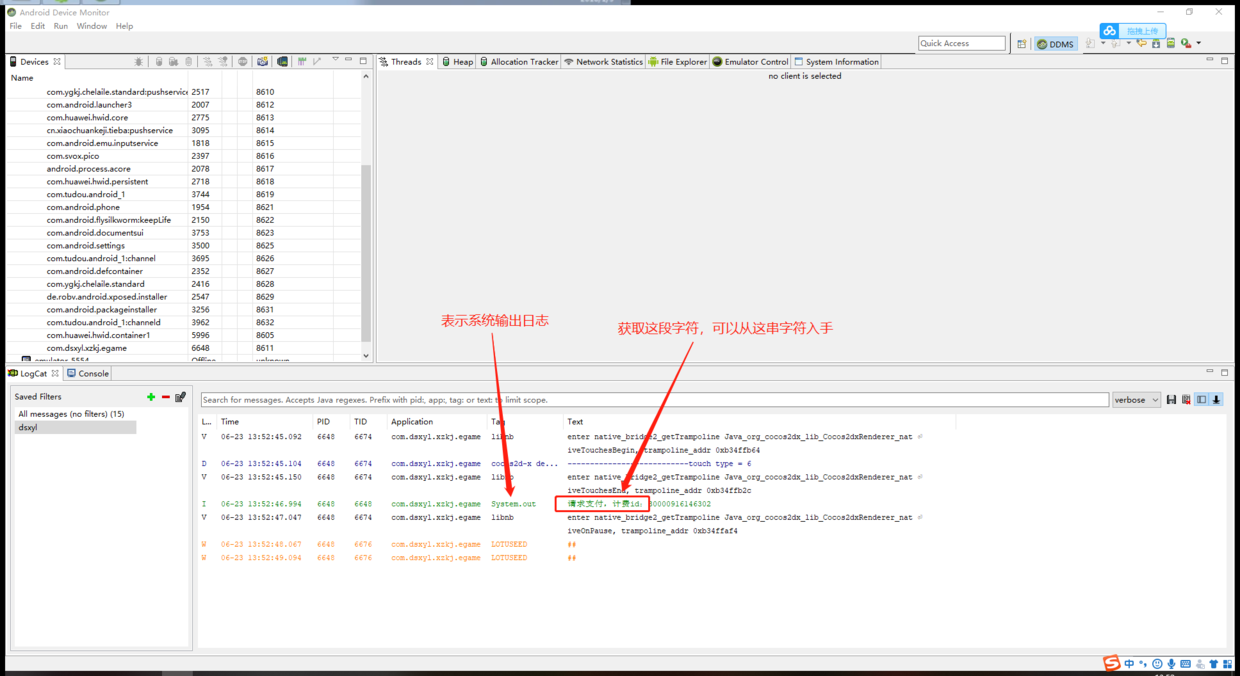 Android Device Monitor
File Edit Run Window Help
拖拽上传
Quick Access
DDMS
Devices
Threads Heap Allocation Tracker Network Statistics File Explorer Emulator Control System Information
no client is selected
Name
com.ygkj.chelaile.standard:pushservice 2517 8610
com.android.launcher3 2007 8612
com.huawei.hwid.core 2775 8613
cn.xiaochuankeji.tieba:pushservice 3095 8614
com.android.emu.inputservice 1818 8615
com.svox.pico 2397 8616
android.process.acore 2078 8617
com.huawei.hwid.persistent 2718 8618
com.tudou.android_1 3744 8619
com.android.phone 1954 8621
com.android.flysilkworm:keepLife 2150 8622
com.android.documentsui 3753 8623
com.android.settings 3500 8625
com.tudou.android_1:channel 3695 8626
com.android.defcontainer 2352 8627
com.ygkj.chelaile.standard 2416 8628
de.robv.android.xposed.installer 2547 8629
com.android.packageinstaller 3256 8631
com.tudou.android_1:channeld 3962 8632
com.huawei.hwid.container1 5996 8605
com.dsxyl.xzkj.egame 6648 8611
emulator-5554 Offline unknown
表示系统输出日志
获取这段字符，可以从这串字符入手
LogCat Console
Saved Filters
All messages (no filters) (15)
dsxyl
Search for messages. Accepts Java regexes. Prefix with pid:, app:, tag: or text: to limit scope.
verbose
L... Time PID TID Application Tag Text
V 06-23 13:52:45.092 6648 6674 com.dsxyl.xzkj.egame libnb enter native_bridge2_getTrampoline Java_org_cocos2dx_lib_Cocos2dxRenderer_nat
iveTouchesBegin, trampoline_addr 0xb34ffb64
D 06-23 13:52:45.104 6648 6674 com.dsxyl.xzkj.egame cocos2d-x de... ---------------------------touch type = 6
V 06-23 13:52:45.150 6648 6674 com.dsxyl.xzkj.egame libnb enter native_bridge2_getTrampoline Java_org_cocos2dx_lib_Cocos2dxRenderer_nat
iveTouchesEnd, trampoline_addr 0xb34ffb2c
I 06-23 13:52:46.994 6648 6648 com.dsxyl.xzkj.egame System.out 请求支付，计费id：30000916146302
V 06-23 13:52:47.047 6648 6674 com.dsxyl.xzkj.egame libnb enter native_bridge2_getTrampoline Java_org_cocos2dx_lib_Cocos2dxRenderer_nat
iveOnPause, trampoline_addr 0xb34ffaf4
W 06-23 13:52:48.067 6648 6676 com.dsxyl.xzkj.egame LOTUSEED ##
W 06-23 13:52:49.094 6648 6676 com.dsxyl.xzkj.egame LOTUSEED ##
中